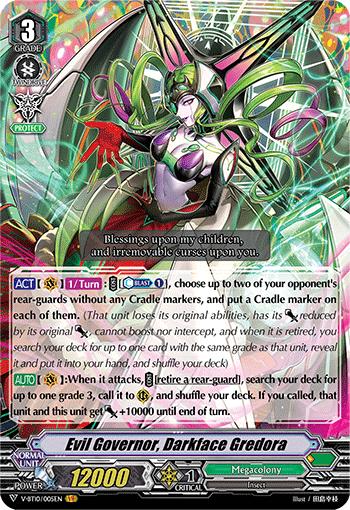 3
GRADE
TWIN DRIVE
PROTECT
Blessings upon my children,
and irremovable curses upon you.
ACT [ ] 1/Turn : [C BLAST 1], choose up to two of your opponent's
rear-guards without any Cradle markers, and put a Cradle marker on
each of them. (That unit loses its original abilities, has its reduced
by its original , cannot boost nor intercept, and when it is retired, you
search your deck for up to one card with the same grade as that unit, reveal
it and put it into your hand, and shuffle your deck)
AUTO [ ]:When it attacks, [retire a rear-guard], search your deck for
up to one grade 3, call it to , and shuffle your deck. If you called, that
unit and this unit get +10000 until end of turn.
Evil Governor, Darkface Gredora
NORMAL UNIT
POWER 12000 1 CRITICAL
Megacolony
Insect
V-BT10/005EN VR
Illust / 田島幸枝